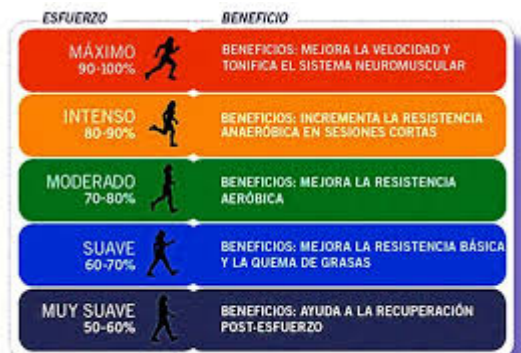 ESFUERZO BENEFICIO
MÁXIMO
90-100%
BENEFICIOS: MEJORA LA VELOCIDAD Y
TONIFICA EL SISTEMA NEUROMUSCULAR
INTENSO
80-90%
BENEFICIOS: INCREMENTA LA RESISTENCIA
ANAERÓBICA EN SESIONES CORTAS
MODERADO
70-80%
BENEFICIOS: MEJORA LA RESISTENCIA
AERÓBICA
SUAVE
60-70%
BENEFICIOS: MEJORA LA RESISTENCIA BÁSICA
Y LA QUEMA DE GRASAS
MUY SUAVE
50-60%
BENEFICIOS: AYUDA A LA RECUPERACIÓN
POST-ESFUERZO